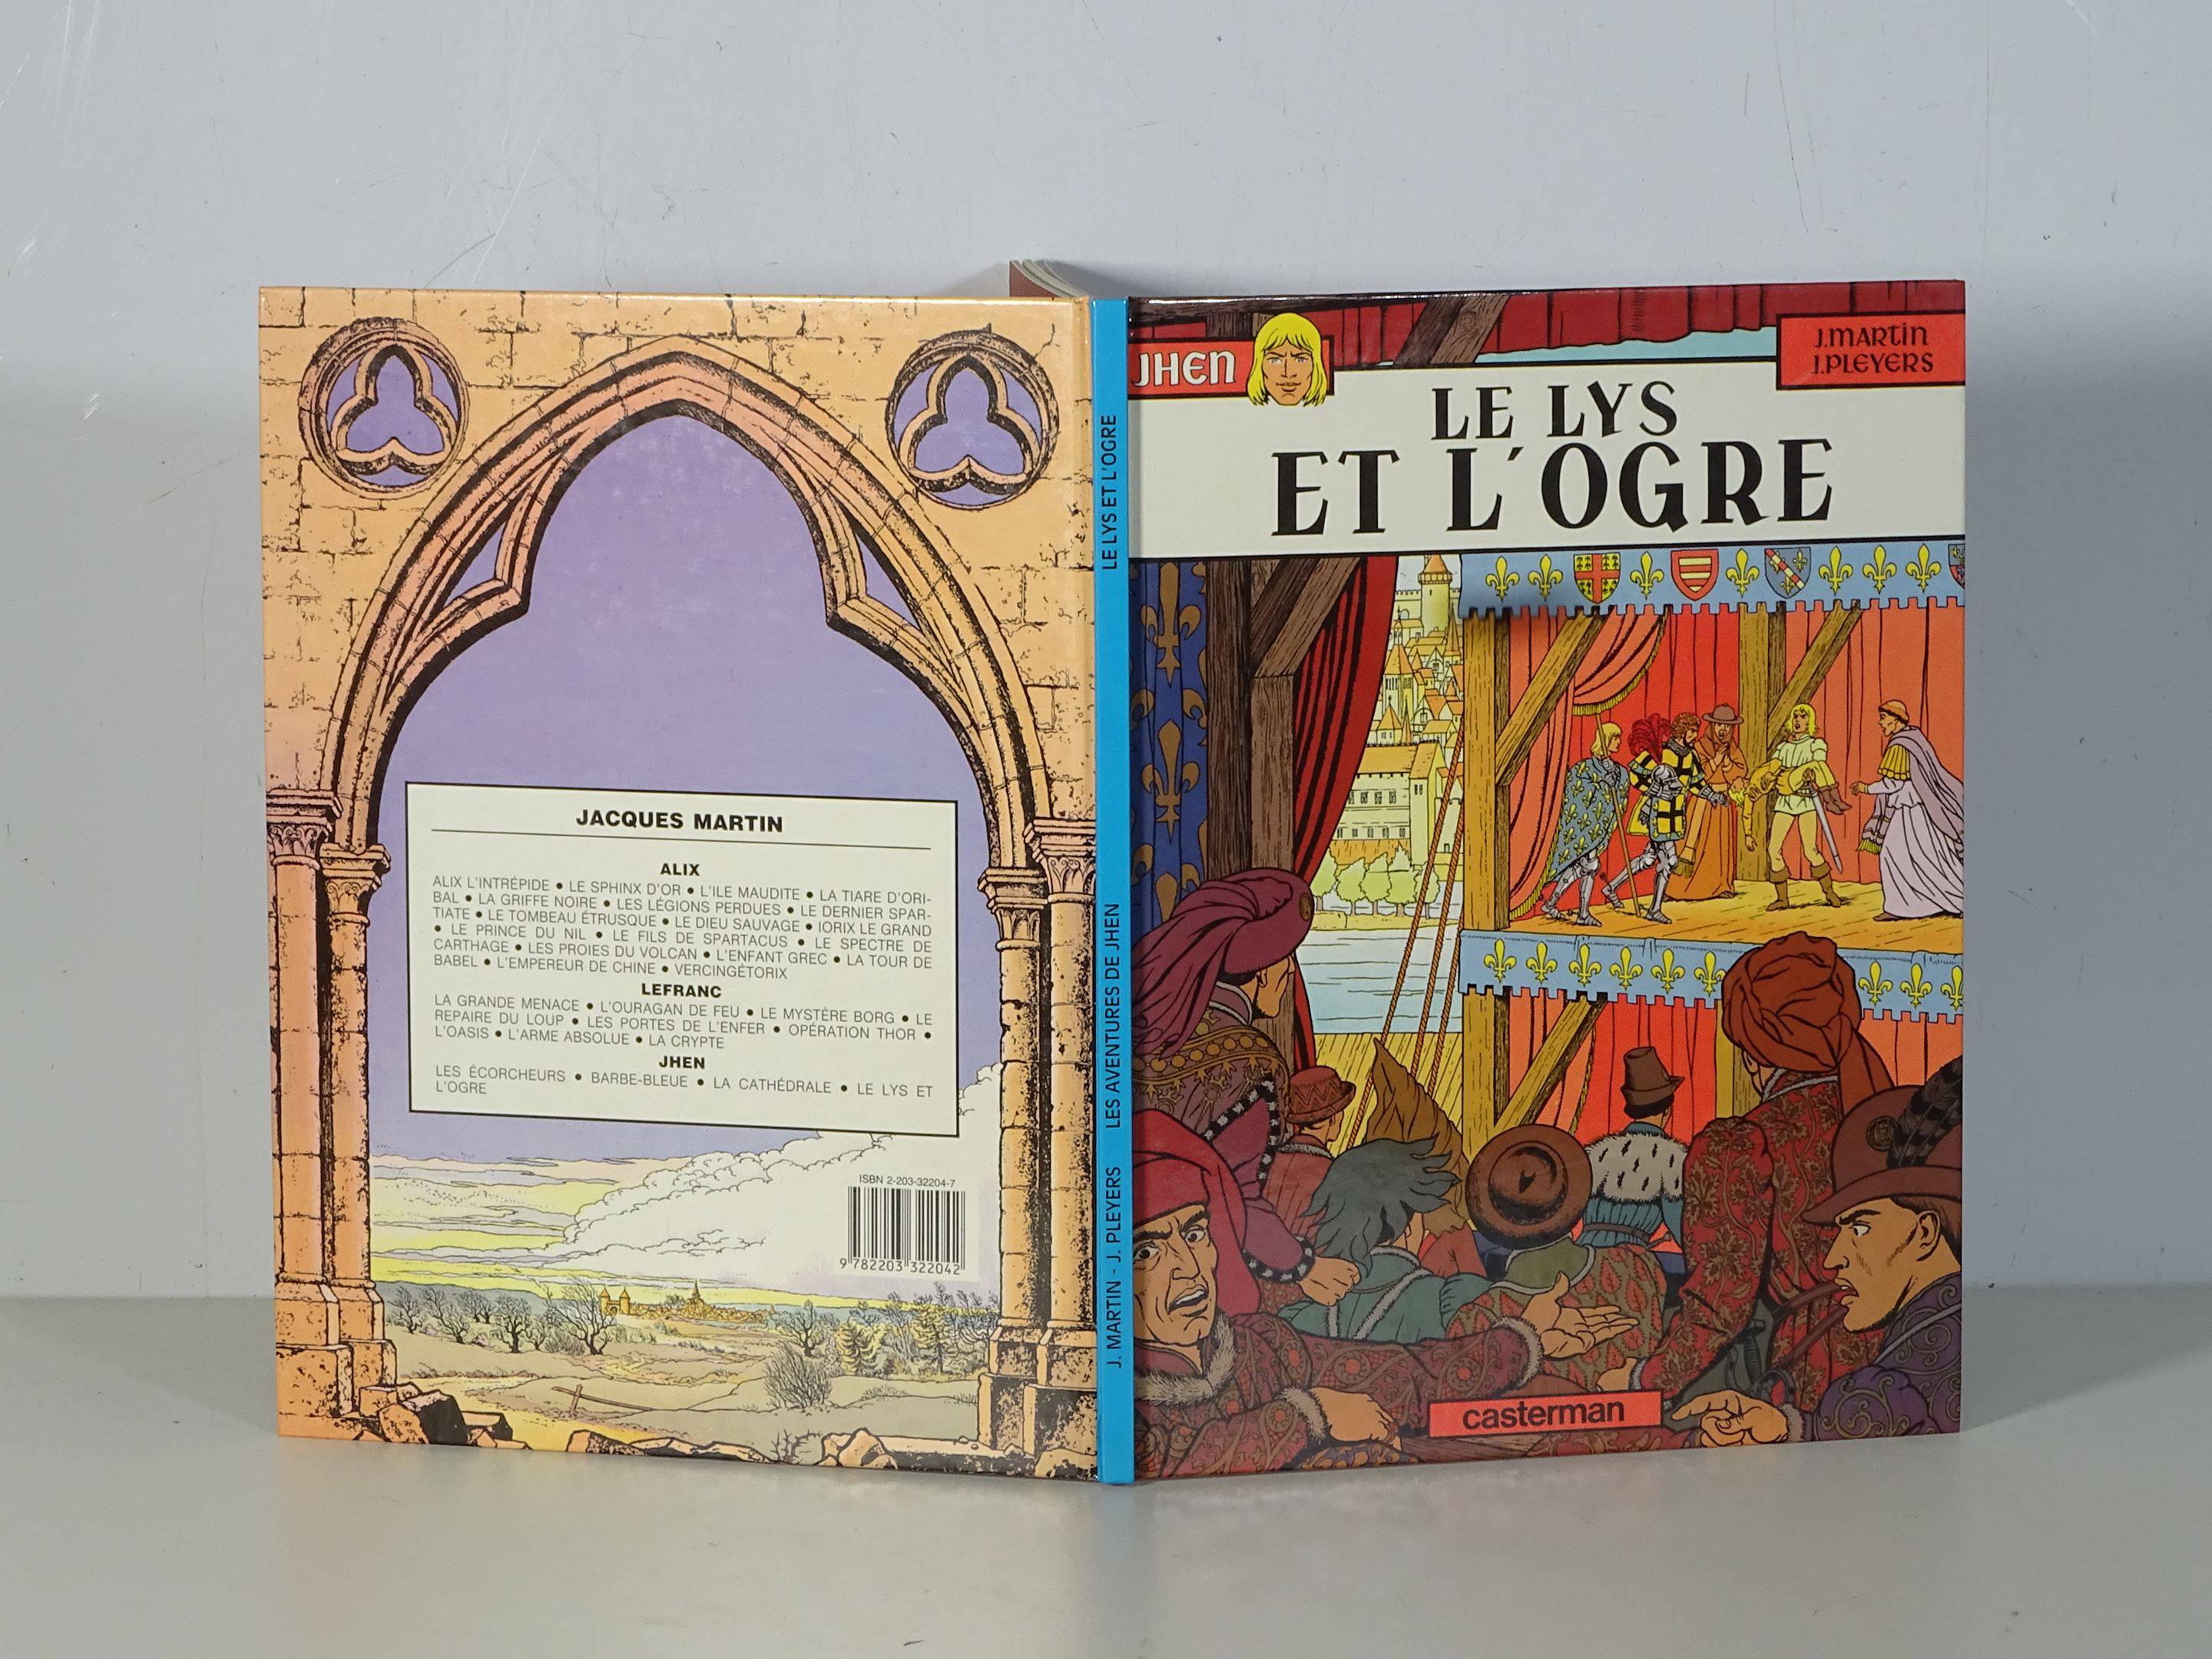 JACQUES MARTIN
ALIX
ALIX L'INTRÉPIDE ● LE SPHINX D'OR ● L'ILE MAUDITE ● LA TIARE D'ORI-
BAL ● LA GRIFFE NOIRE ● LES LÉGIONS PERDUES ● LE DERNIER SPAR-
TIATE ● LE TOMBEAU ÉTRUSQUE ● LE DIEU SAUVAGE ● IORIX LE GRAND
● LE PRINCE DU NIL ● LE FILS DE SPARTACUS ● LE SPECTRE DE
CARTHAGE ● LES PROIES DU VOLCAN ● L'ENFANT GREC ● LA TOUR DE
BABEL ● L'EMPEREUR DE CHINE ● VERCINGÉTORIX
LEFRANC
LA GRANDE MENACE ● L'OURAGAN DE FEU ● LE MYSTÈRE BORG ● LE
REPAIRE DU LOUP ● LES PORTES DE L'ENFER ● OPÉRATION THOR ●
L'OASIS ● L'ARME ABSOLUE ● LA CRYPTE
JHEN
LES ÉCORCHEURS ● BARBE-BLEUE ● LA CATHÉDRALE ● LE LYS ET
L'OGRE
ISBN 2-203-32204-7
9 782203 322042
J. MARTIN - J. PLEYERS LES AVENTURES DE JHEN LE LYS ET L'OGRE
JHEN
J.MARTIN
J.PLEYERS
LE LYS
ET L'OGRE
casterman